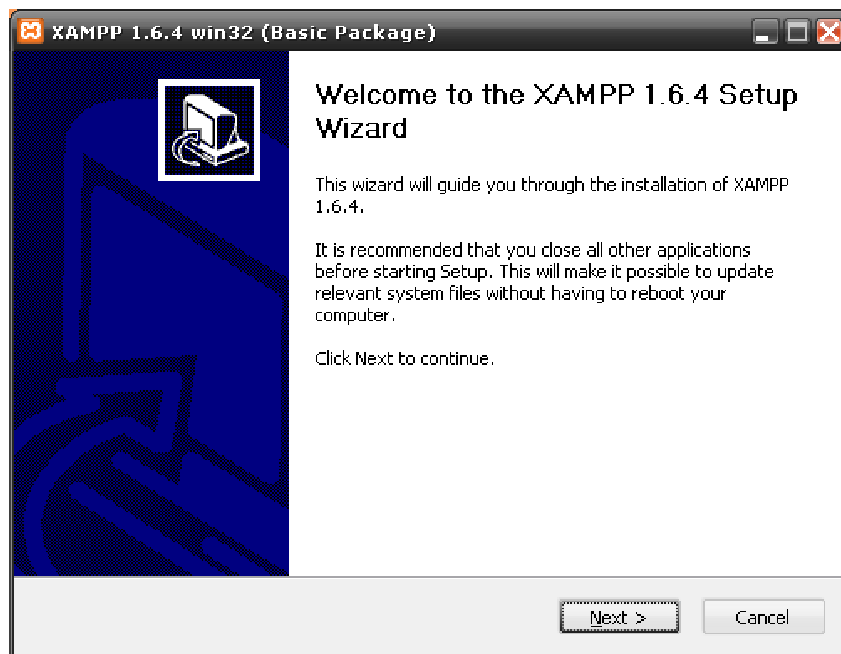 XAMPP 1.6.4 win32 (Basic Package)
Welcome to the XAMPP 1.6.4 Setup
Wizard
This wizard will guide you through the installation of XAMPP
1.6.4.
It is recommended that you close all other applications
before starting Setup. This will make it possible to update
relevant system files without having to reboot your
computer.
Click Next to continue.
Next >
Cancel